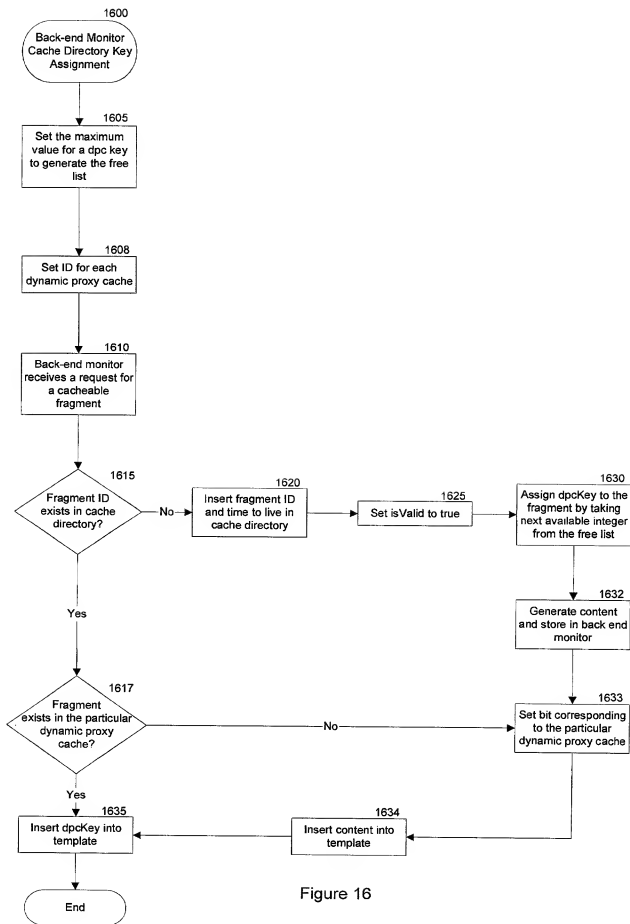 1600
Back-end Monitor
Cache Directory Key
Assignment
1605
Set the maximum
value for a dpc key
to generate the free
list
1608
Set ID for each
dynamic proxy cache
1610
Back-end monitor
receives a request for
a cacheable
fragment
1615
Fragment ID
exists in cache
directory?
No
1620
Insert fragment ID
and time to live in
cache directory
1625
Set isValid to true
1630
Assign dpcKey to the
fragment by taking
next available integer
from the free list
1632
Generate content
and store in back end
monitor
Yes
1617
Fragment
exists in the particular
dynamic proxy
cache?
No
1633
Set bit corresponding
to the particular
dynamic proxy cache
Yes
1635
Insert dpcKey into
template
1634
Insert content into
template
End
Figure 16